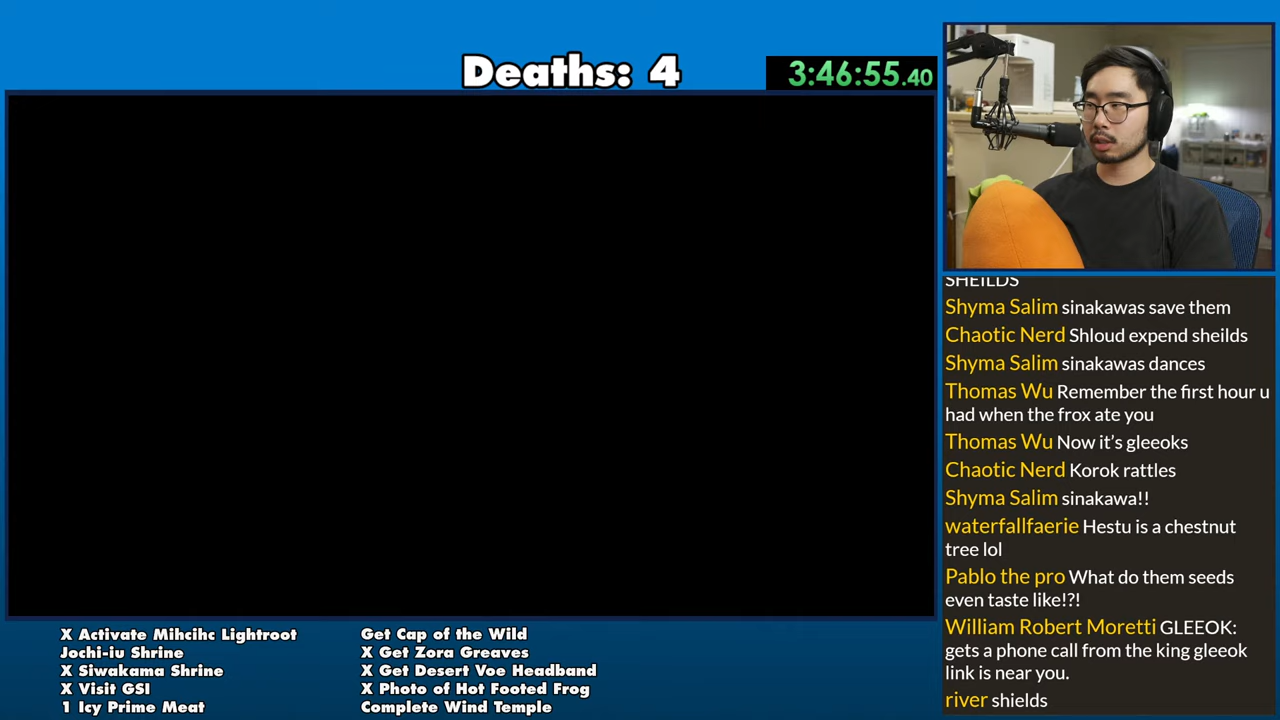 Deaths: 4
3:46:55.40
SHEILDS
Shyma Salim sinakawas save them
Chaotic Nerd Shloud expend sheilds
Shyma Salim sinakawas dances
Thomas Wu Remember the first hour u
had when the frox ate you
Thomas Wu Now it’s gleeoks
Chaotic Nerd Korok rattles
Shyma Salim sinakawa!!
waterfallfaerie Hestu is a chestnut
tree lol
Pablo the pro What do them seeds
even taste like!?!
William Robert Moretti GLEEOK:
gets a phone call from the king gleeok
link is near you.
river shields
X Activate Mihcihc Lightroot
Jochi-iu Shrine
X Siwakama Shrine
X Visit GSI
1 Icy Prime Meat
Get Cap of the Wild
X Get Zora Greaves
X Get Desert Voe Headband
X Photo of Hot Footed Frog
Complete Wind Temple